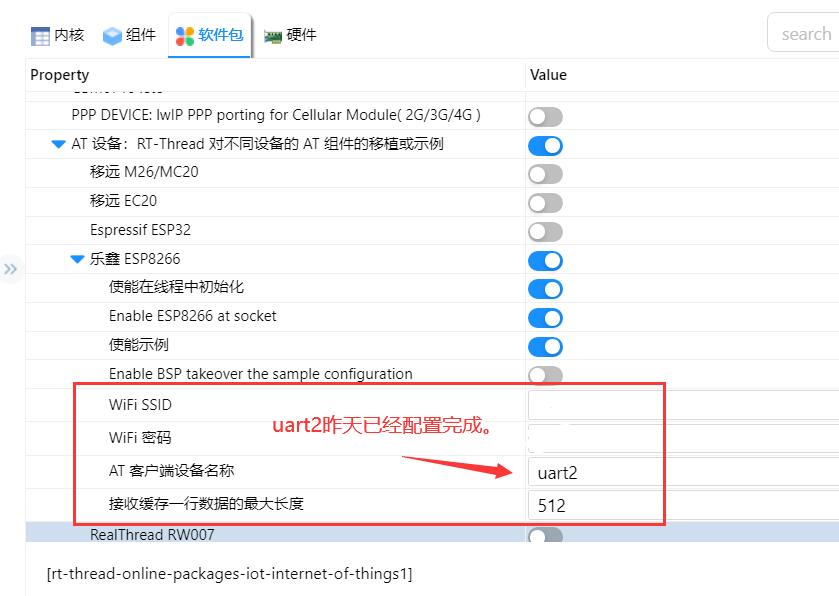 内核 组件 软件包 硬件 search
Property Value
PPP DEVICE: lwIP PPP porting for Cellular Module( 2G/3G/4G )
AT 设备：RT-Thread 对不同设备的 AT 组件的移植或示例
移远 M26/MC20
移远 EC20
Espressif ESP32
乐鑫 ESP8266
使能在线程中初始化
Enable ESP8266 at socket
使能示例
Enable BSP takeover the sample configuration
WiFi SSID
uart2昨天已经配置完成。
WiFi 密码
AT 客户端设备名称 uart2
接收缓存一行数据的最大长度 512
RealThread RW007
[rt-thread-online-packages-iot-internet-of-things1]